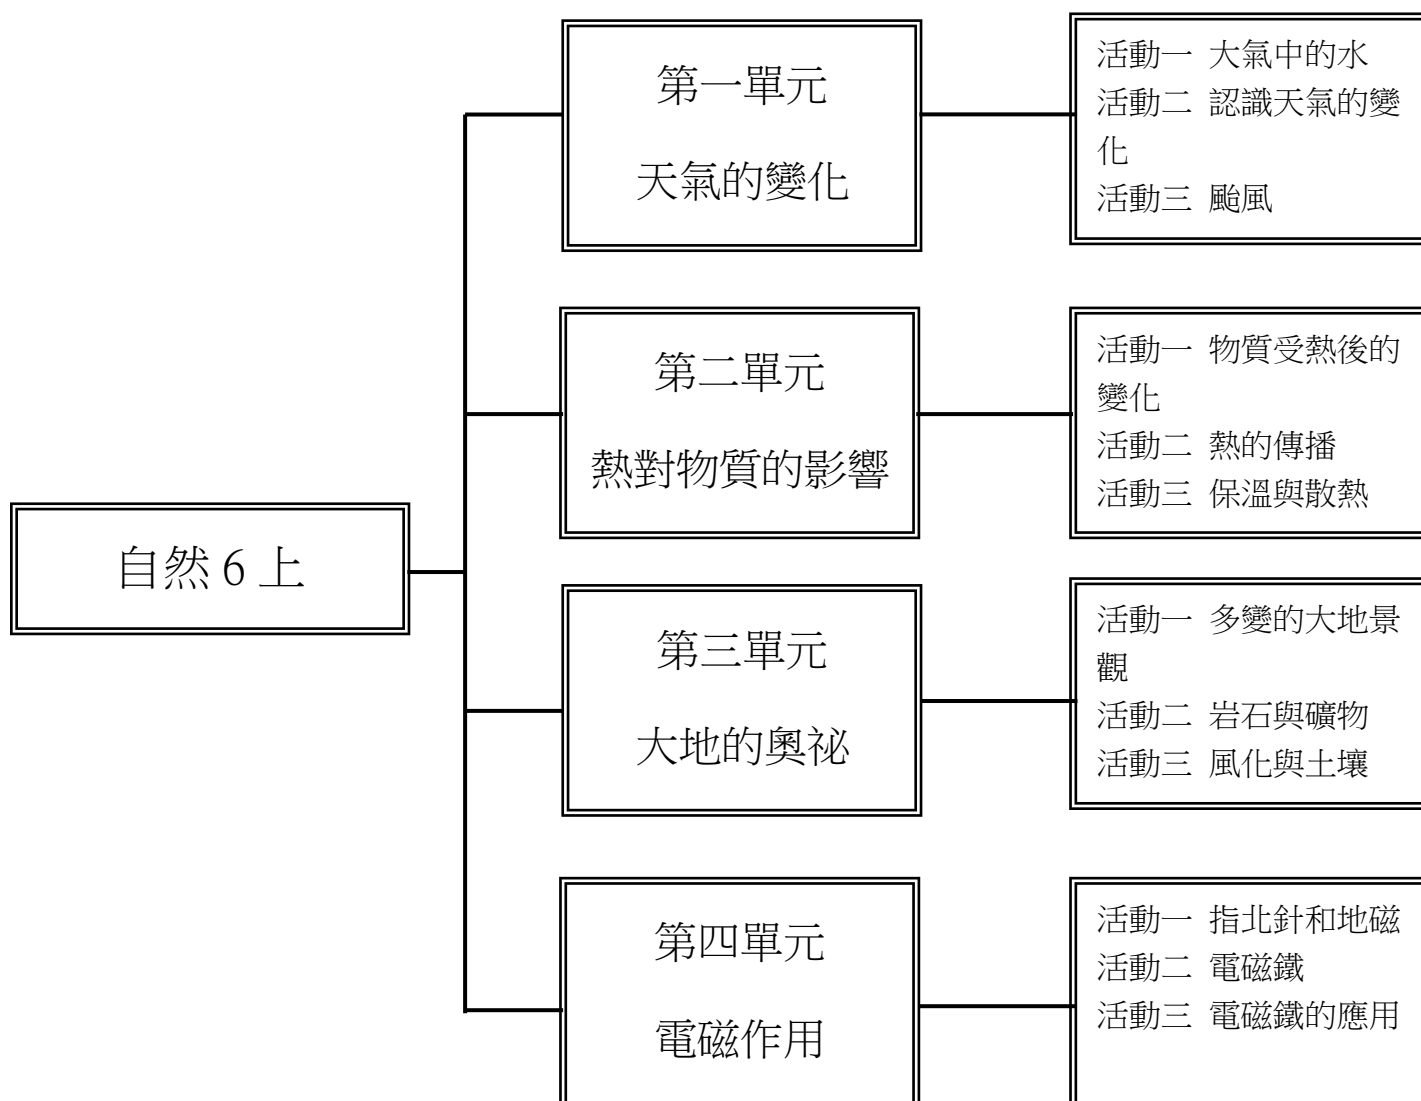 自然 6 上
第一單元
天氣的變化
活動一 大氣中的水
活動二 認識天氣的變
化
活動三 颱風
第二單元
熱對物質的影響
活動一 物質受熱後的
變化
活動二 熱的傳播
活動三 保溫與散熱
第三單元
大地的奧祕
活動一 多變的大地景
觀
活動二 岩石與礦物
活動三 風化與土壤
第四單元
電磁作用
活動一 指北針和地磁
活動二 電磁鐵
活動三 電磁鐵的應用